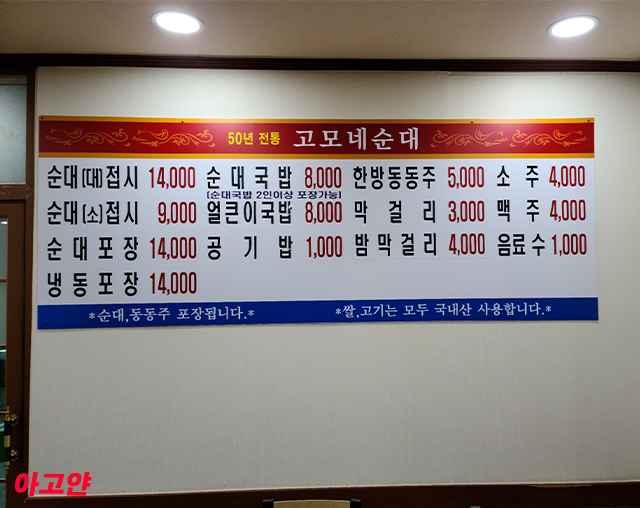 50년 전통 고모네순대
순대(대)접시 14,000 순대국밥 8,000 한방동동주 5,000 소주 4,000
(순대국밥 2인이상 포장가능)
순대(소)접시 9,000 얼큰이국밥 8,000 막걸리 3,000 맥주 4,000
순대포장 14,000 공기밥 1,000 밤막걸리 4,000 음료수 1,000
냉동포장 14,000
*순대,동동주 포장됩니다.* *쌀,고기는 모두 국내산 사용합니다.*
아고얀